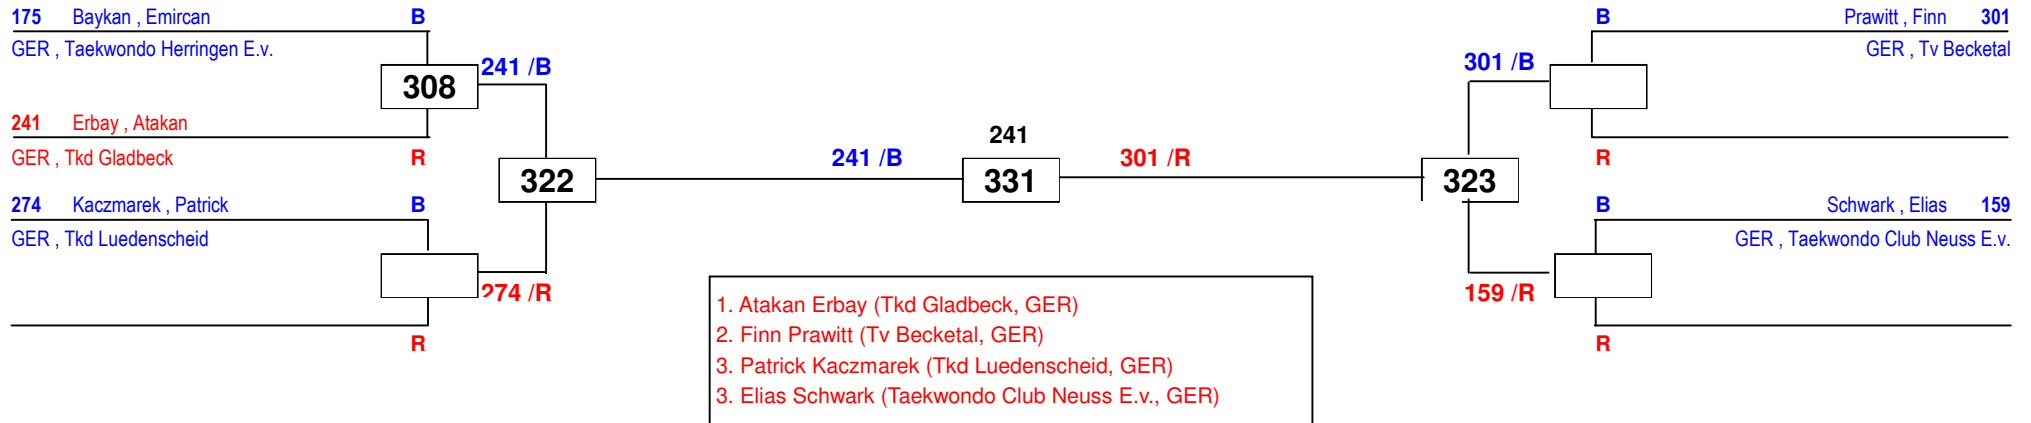 175 Baykan , Emircan B
GER , Taekwondo Herringen E.v.
308
241 /B
241 Erbay , Atakan
GER , Tkd Gladbeck R
322
274 Kaczmarek , Patrick B
GER , Tkd Luedenscheid
274 /R
R
241 /B
241
331
301 /R
B Prawitt , Finn 301
GER , Tv Becketal
301 /B
R
323
B Schwark , Elias 159
GER , Taekwondo Club Neuss E.v.
159 /R
R
1. Atakan Erbay (Tkd Gladbeck, GER)
2. Finn Prawitt (Tv Becketal, GER)
3. Patrick Kaczmarek (Tkd Luedenscheid, GER)
3. Elias Schwark (Taekwondo Club Neuss E.v., GER)